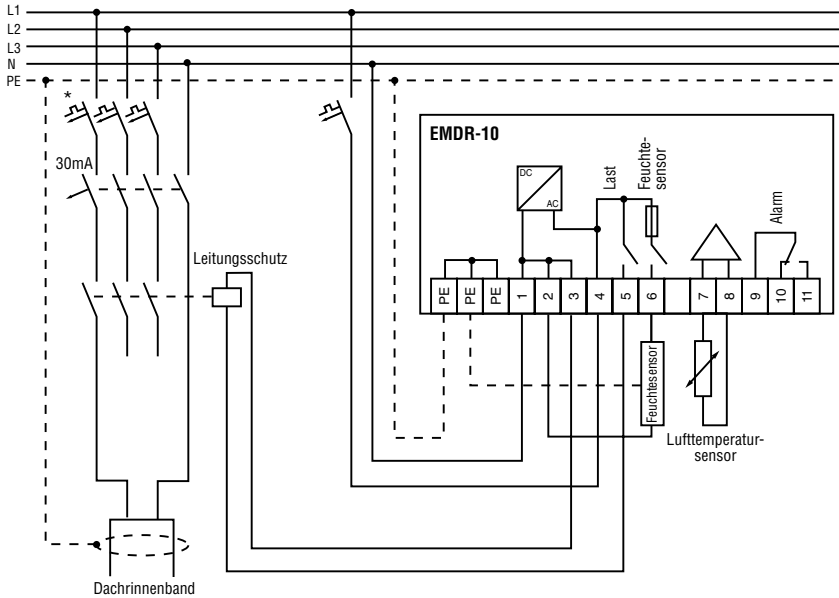 L1
L2
L3
N
PE
*
30mA
EMDR-10
DC
AC
Last
Feuchte-
sensor
Alarm
Leitungsschutz
PE
PE
PE
1
2
3
4
5
6
7
8
9
10
11
Feuchtesensor
Lufttemperatur-
sensor
Dachrinnenband